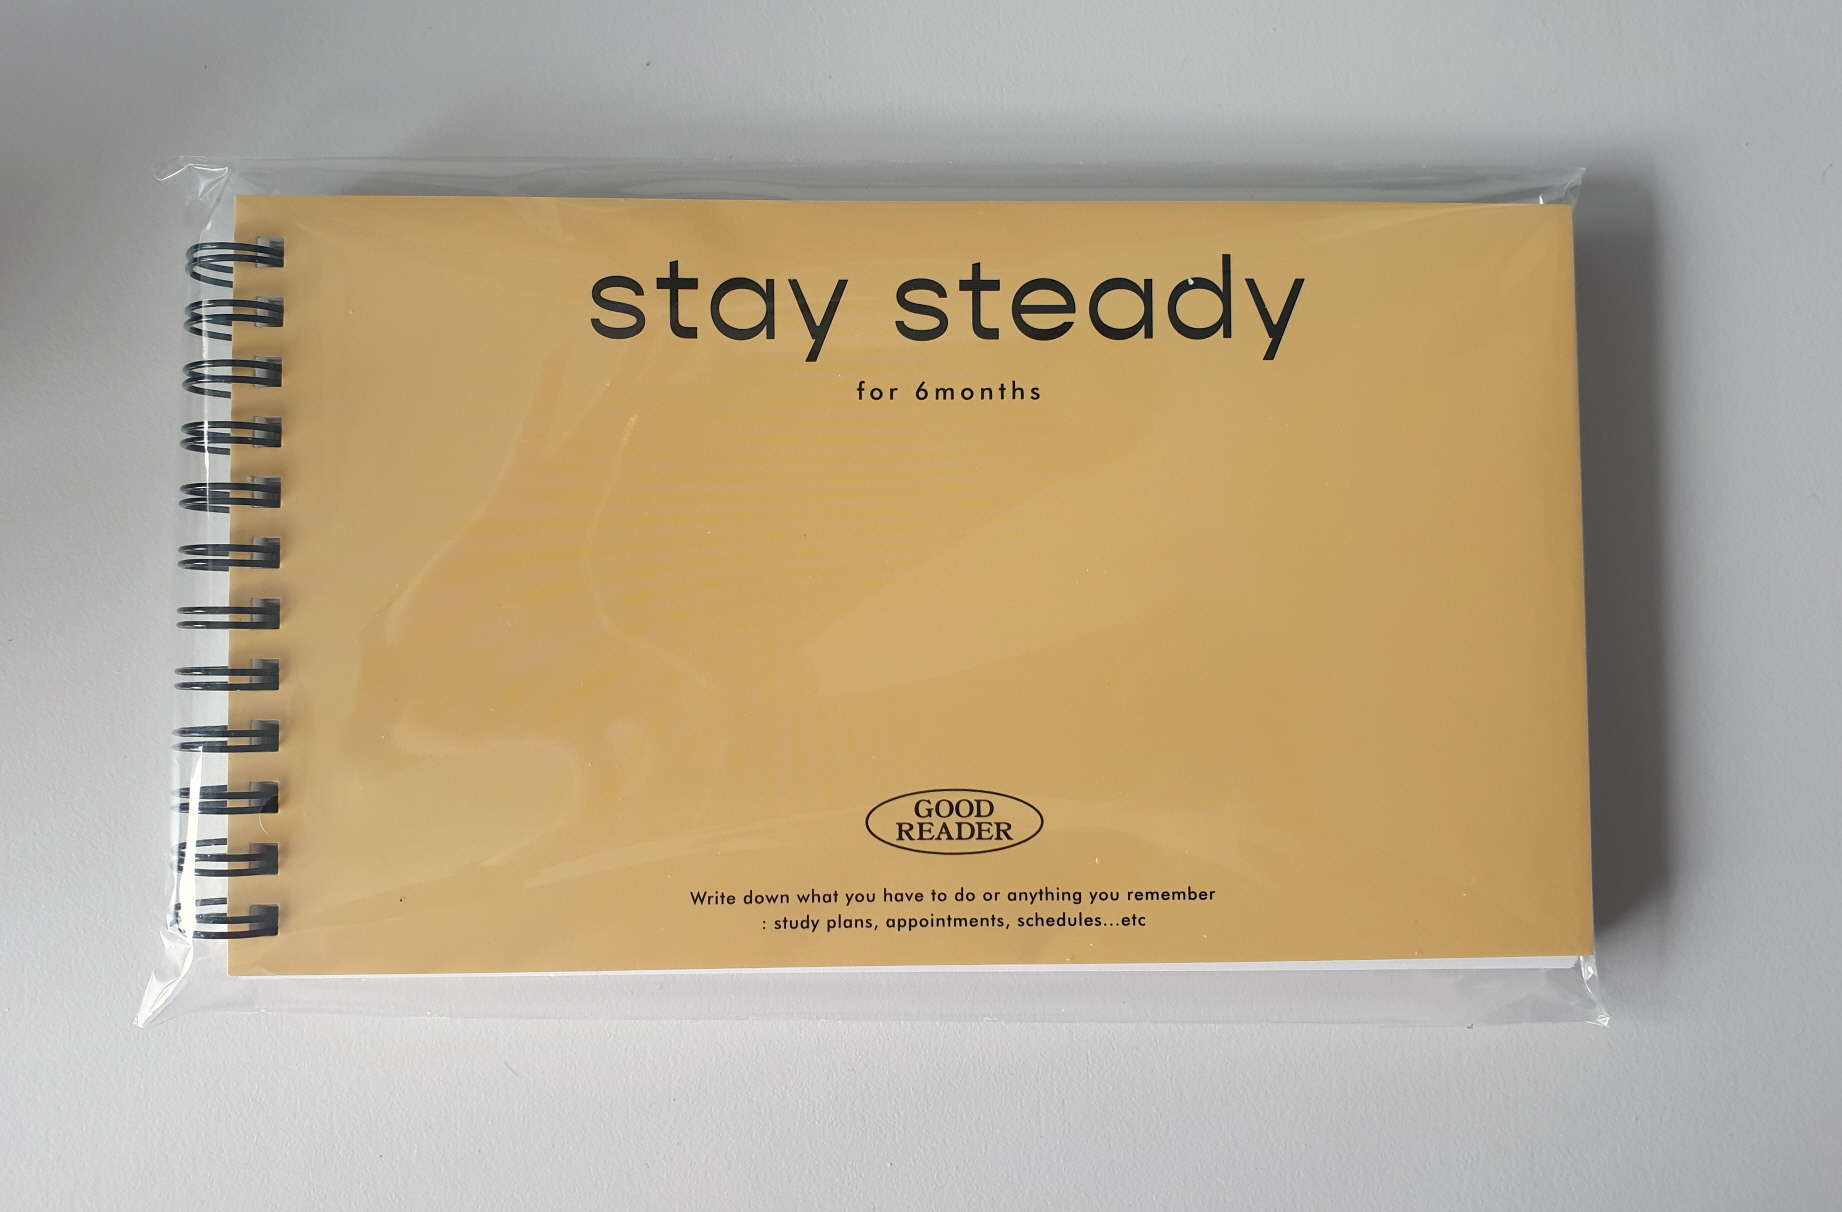 stay steady
for 6months
GOOD
READER
Write down what you have to do or anything you remember
: study plans, appointments, schedules...etc